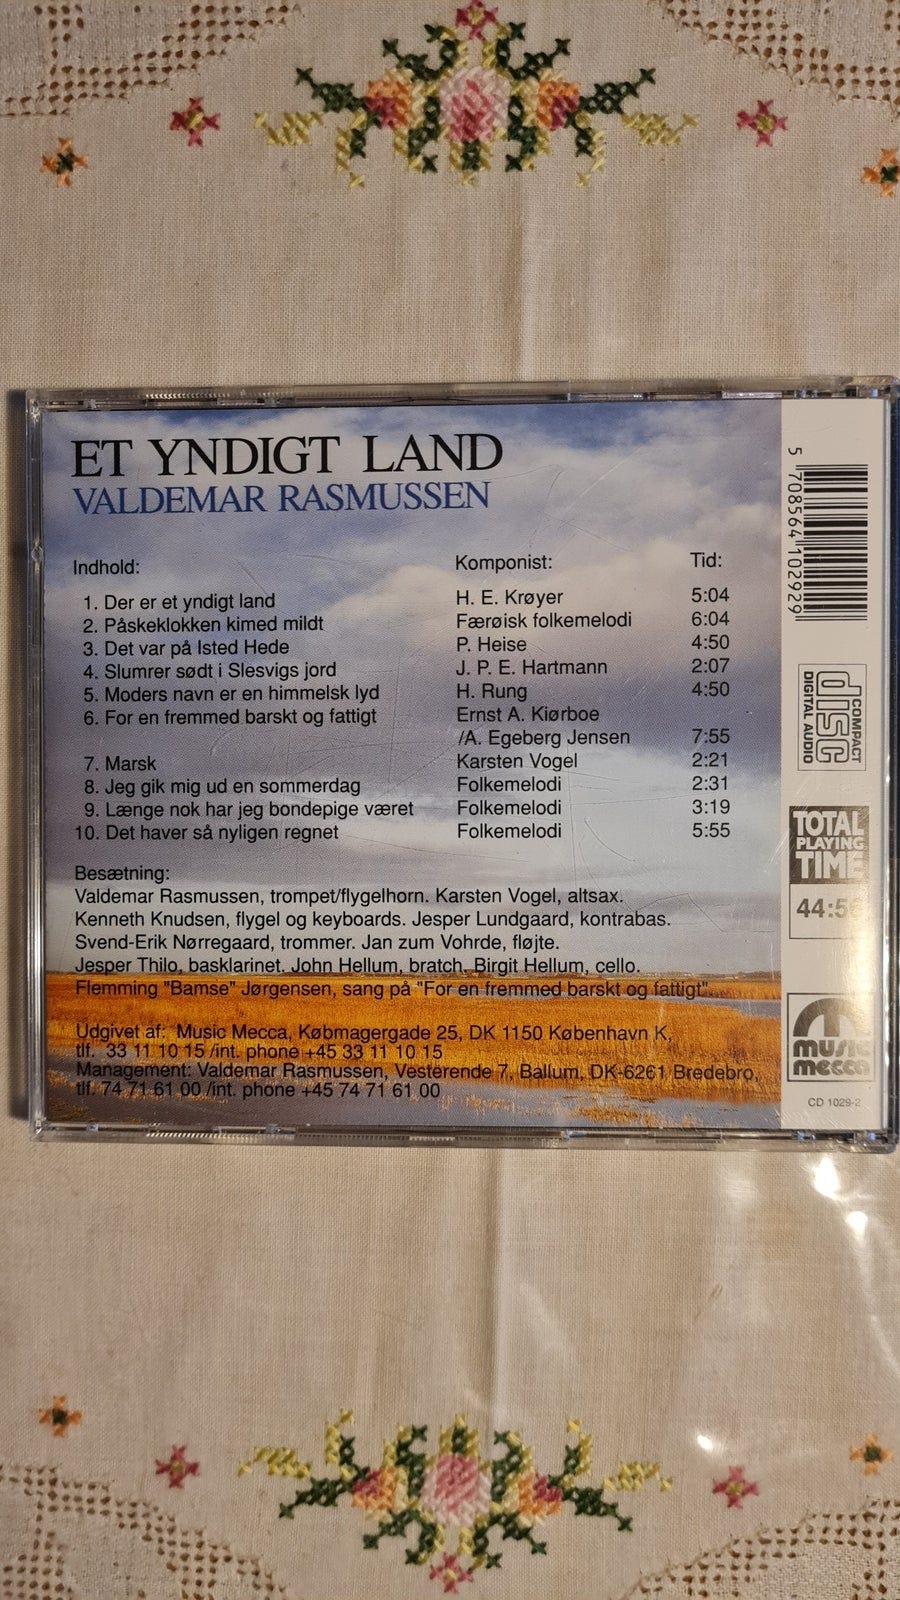 ET YNDIGT LAND
VALDEMAR RASMUSSEN
Indhold: Komponist: Tid:
1. Der er et yndigt land H. E. Krøyer 5:04
2. Påskeklokken kimed mildt Færøisk folkemelodi 6:04
3. Det var på Isted Hede P. Heise 4:50
4. Slumrer sødt i Slesvigs jord J. P. E. Hartmann 2:07
5. Moders navn er en himmelsk lyd H. Rung 4:50
6. For en fremmed barskt og fattigt Ernst A. Kiørboe
/A. Egeberg Jensen 7:55
7. Marsk Karsten Vogel 2:21
8. Jeg gik mig ud en sommerdag Folkemelodi 2:31
9. Længe nok har jeg bondepige været Folkemelodi 3:19
10. Det haver så nyligen regnet Folkemelodi 5:55
Besætning:
Valdemar Rasmussen, trompet/flygelhorn. Karsten Vogel, altsax.
Kenneth Knudsen, flygel og keyboards. Jesper Lundgaard, kontrabas.
Svend-Erik Nørregaard, trommer. Jan zum Vohrde, fløjte.
Jesper Thilo, basklarinet. John Hellum, bratch. Birgit Hellum, cello.
Flemming "Bamse" Jørgensen, sang på "For en fremmed barskt og fattigt".
Udgivet af: Music Mecca, Købmagergade 25, DK 1150 København K,
tlf. 33 11 10 15 /int. phone +45 33 11 10 15
Management: Valdemar Rasmussen, Vesterende 7, Ballum, DK-6261 Bredebro,
tlf. 74 71 61 00 /int. phone +45 74 71 61 00
5 708564 102929
COMPACT
disc
DIGITAL AUDIO
TOTAL
PLAYING
TIME
music
mecca
CD 1029-2